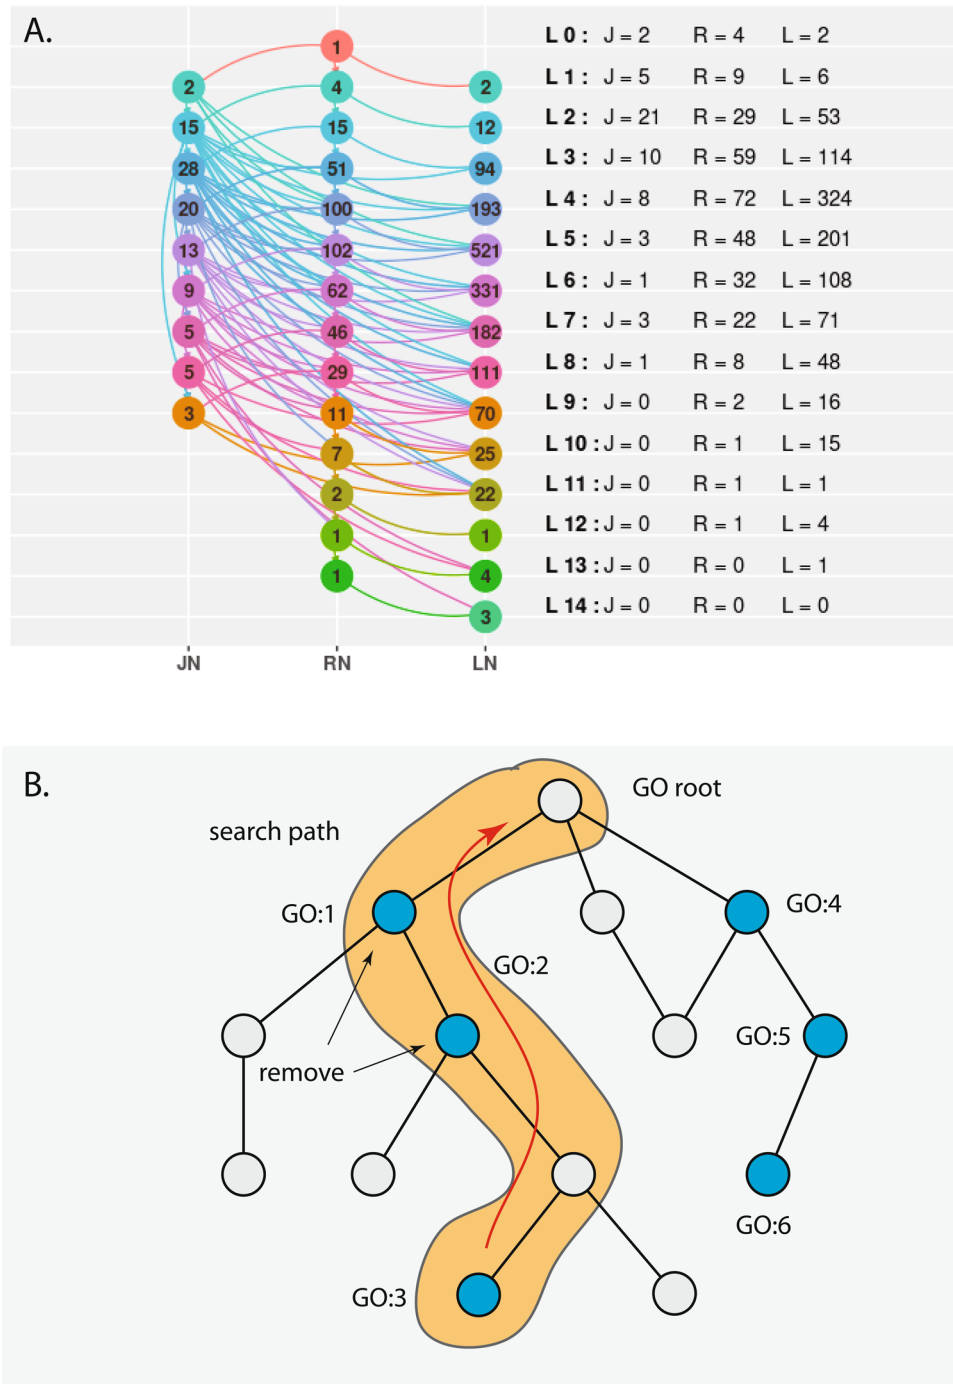 A.
1 L 0 : J = 2 R = 4 L = 2
2 4 2 L 1 : J = 5 R = 9 L = 6
15 15 12 L 2 : J = 21 R = 29 L = 53
28 51 94 L 3 : J = 10 R = 59 L = 114
20 100 193 L 4 : J = 8 R = 72 L = 324
13 102 521 L 5 : J = 3 R = 48 L = 201
9 62 331 L 6 : J = 1 R = 32 L = 108
5 46 182 L 7 : J = 3 R = 22 L = 71
5 29 111 L 8 : J = 1 R = 8 L = 48
3 11 70 L 9 : J = 0 R = 2 L = 16
7 25 L 10 : J = 0 R = 1 L = 15
2 22 L 11 : J = 0 R = 1 L = 1
1 1 L 12 : J = 0 R = 1 L = 4
1 4 L 13 : J = 0 R = 0 L = 1
3 L 14 : J = 0 R = 0 L = 0
JN RN LN
B.
GO root
search path
GO:1
GO:4
GO:2
GO:5
remove
GO:6
GO:3